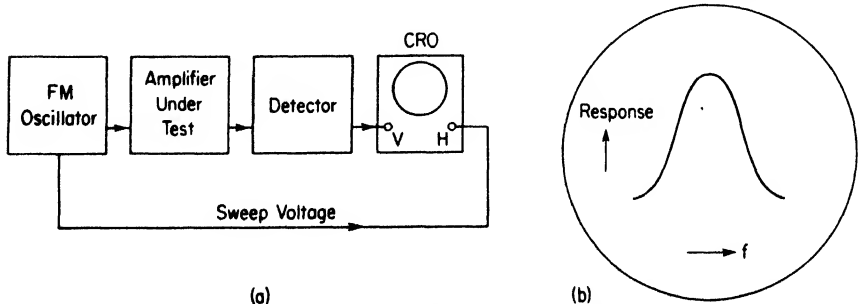 CRO
FM
Oscillator
Amplifier
Under
Test
Detector
V H
Sweep Voltage
(a)
Response
f
(b)